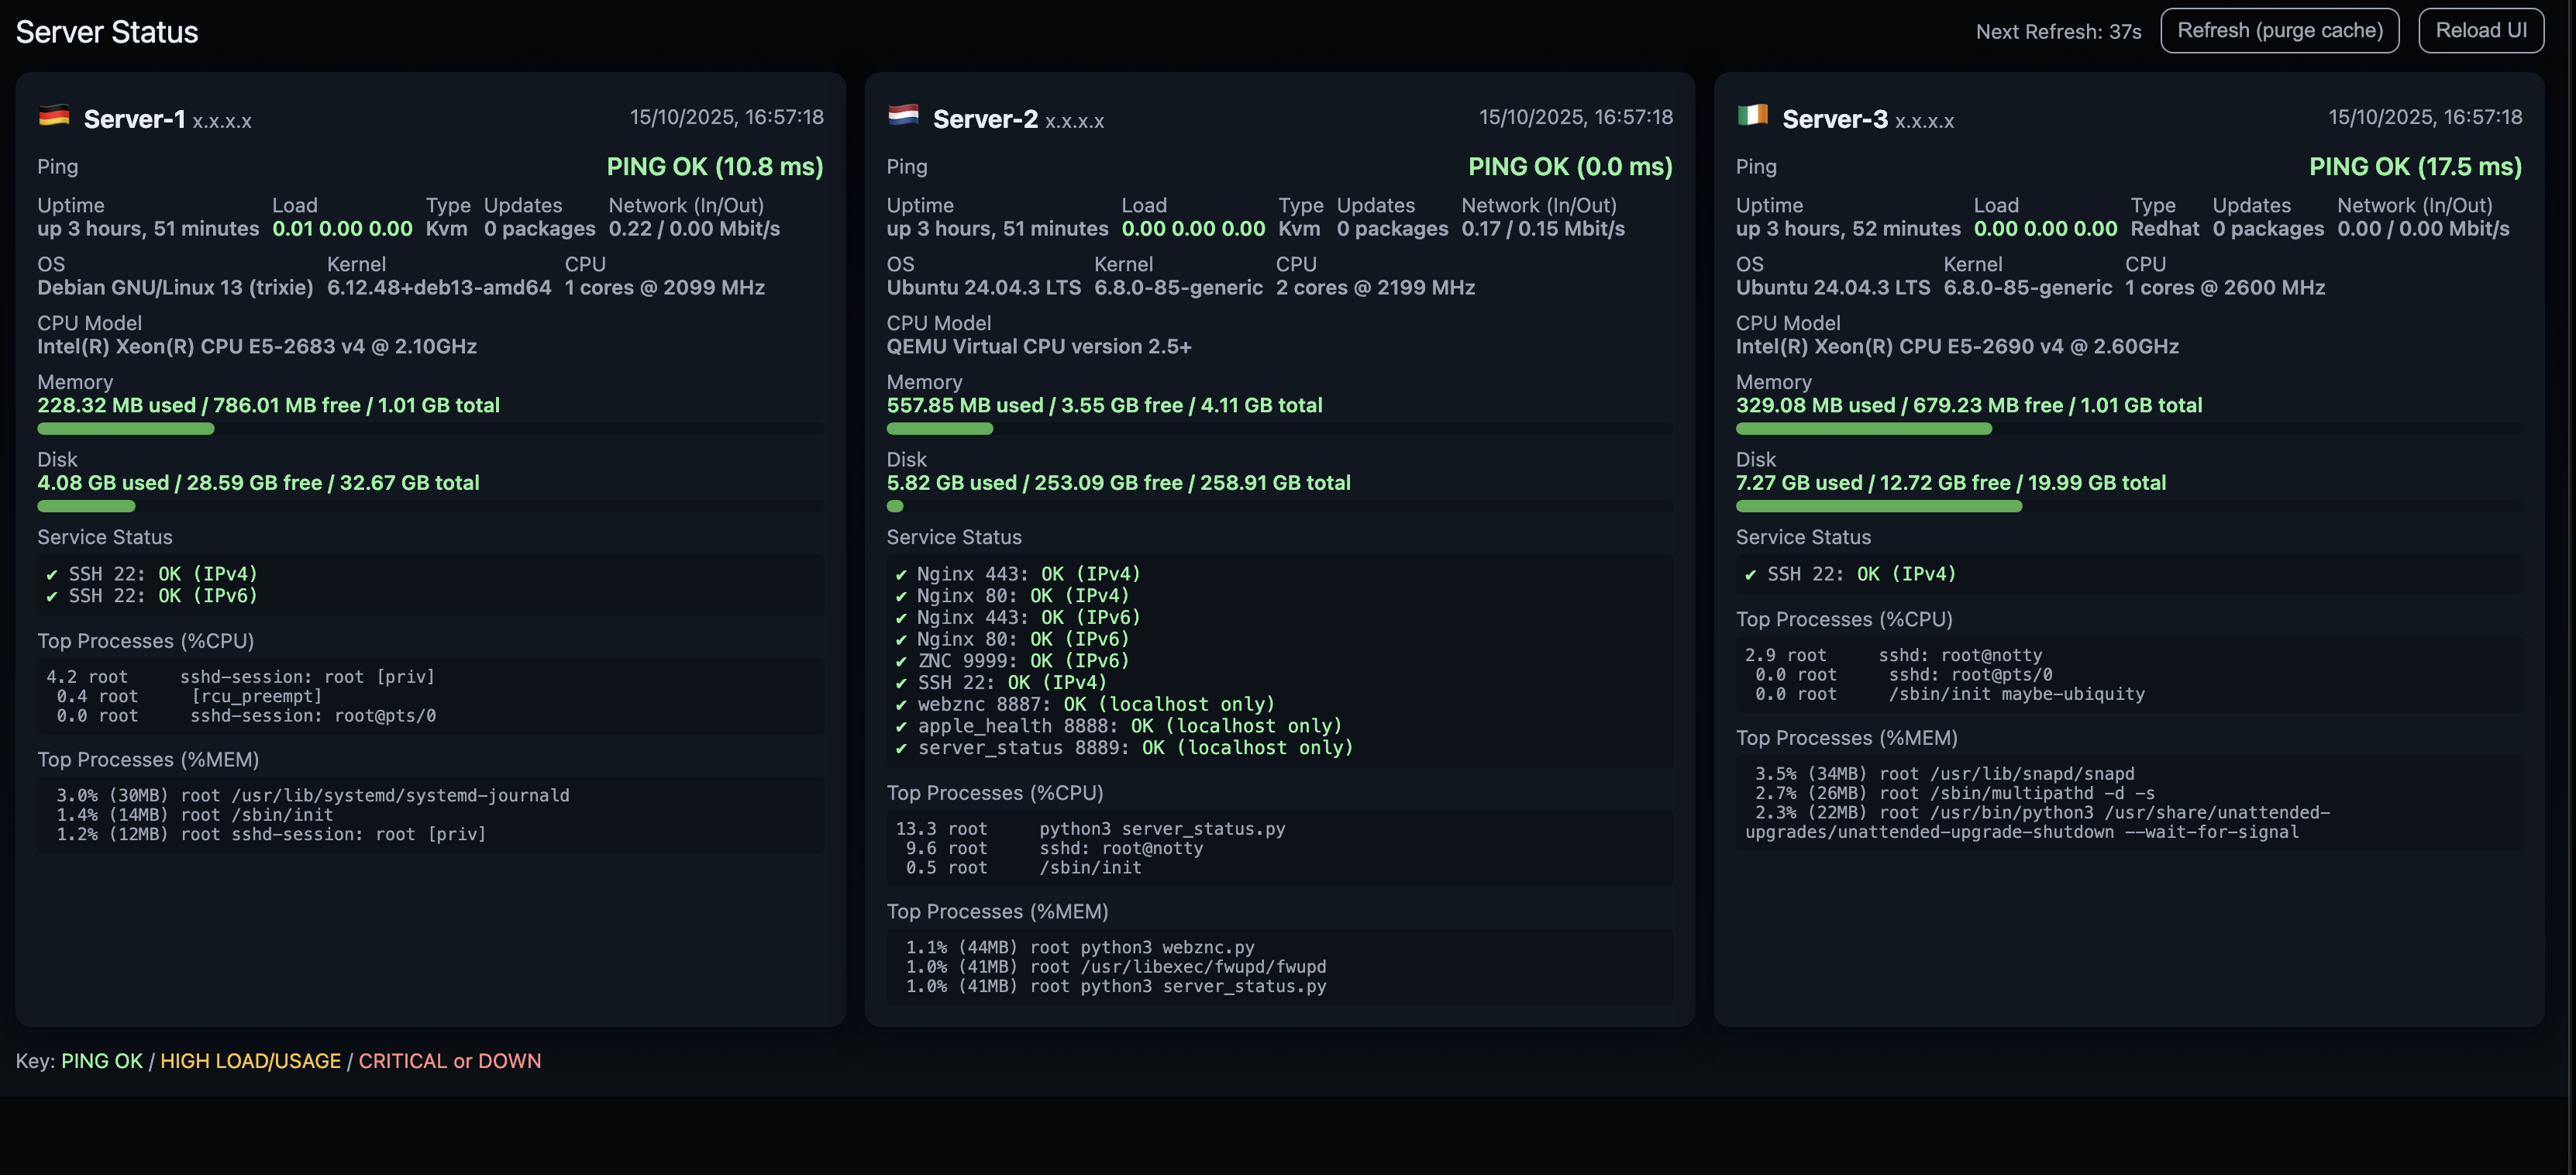 Server Status
Next Refresh: 37s Refresh (purge cache) Reload UI
Server-1 x.x.x.x 15/10/2025, 16:57:18
Ping PING OK (10.8 ms)
Uptime Load Type Updates Network (In/Out)
up 3 hours, 51 minutes 0.01 0.00 0.00 Kvm 0 packages 0.22 / 0.00 Mbit/s
OS Kernel CPU
Debian GNU/Linux 13 (trixie) 6.12.48+deb13-amd64 1 cores @ 2099 MHz
CPU Model
Intel(R) Xeon(R) CPU E5-2683 v4 @ 2.10GHz
Memory
228.32 MB used / 786.01 MB free / 1.01 GB total
Disk
4.08 GB used / 28.59 GB free / 32.67 GB total
Service Status
✔ SSH 22: OK (IPv4)
✔ SSH 22: OK (IPv6)
Top Processes (%CPU)
4.2 root sshd-session: root [priv]
0.4 root [rcu_preempt]
0.0 root sshd-session: root@pts/0
Top Processes (%MEM)
3.0% (30MB) root /usr/lib/systemd/systemd-journald
1.4% (14MB) root /sbin/init
1.2% (12MB) root sshd-session: root [priv]
Server-2 x.x.x.x 15/10/2025, 16:57:18
Ping PING OK (0.0 ms)
Uptime Load Type Updates Network (In/Out)
up 3 hours, 51 minutes 0.00 0.00 0.00 Kvm 0 packages 0.17 / 0.15 Mbit/s
OS Kernel CPU
Ubuntu 24.04.3 LTS 6.8.0-85-generic 2 cores @ 2199 MHz
CPU Model
QEMU Virtual CPU version 2.5+
Memory
557.85 MB used / 3.55 GB free / 4.11 GB total
Disk
5.82 GB used / 253.09 GB free / 258.91 GB total
Service Status
✔ Nginx 443: OK (IPv4)
✔ Nginx 80: OK (IPv4)
✔ Nginx 443: OK (IPv6)
✔ Nginx 80: OK (IPv6)
✔ ZNC 9999: OK (IPv6)
✔ SSH 22: OK (IPv4)
✔ webznc 8887: OK (localhost only)
✔ apple_health 8888: OK (localhost only)
✔ server_status 8889: OK (localhost only)
Top Processes (%CPU)
13.3 root python3 server_status.py
9.6 root sshd: root@notty
0.5 root /sbin/init
Top Processes (%MEM)
1.1% (44MB) root python3 webznc.py
1.0% (41MB) root /usr/libexec/fwupd/fwupd
1.0% (41MB) root python3 server_status.py
Server-3 x.x.x.x 15/10/2025, 16:57:18
Ping PING OK (17.5 ms)
Uptime Load Type Updates Network (In/Out)
up 3 hours, 52 minutes 0.00 0.00 0.00 Redhat 0 packages 0.00 / 0.00 Mbit/s
OS Kernel CPU
Ubuntu 24.04.3 LTS 6.8.0-85-generic 1 cores @ 2600 MHz
CPU Model
Intel(R) Xeon(R) CPU E5-2690 v4 @ 2.60GHz
Memory
329.08 MB used / 679.23 MB free / 1.01 GB total
Disk
7.27 GB used / 12.72 GB free / 19.99 GB total
Service Status
✔ SSH 22: OK (IPv4)
Top Processes (%CPU)
2.9 root sshd: root@notty
0.0 root sshd: root@pts/0
0.0 root /sbin/init maybe-ubiquity
Top Processes (%MEM)
3.5% (34MB) root /usr/lib/snapd/snapd
2.7% (26MB) root /sbin/multipathd -d -s
2.3% (22MB) root /usr/bin/python3 /usr/share/unattended-
upgrades/unattended-upgrade-shutdown --wait-for-signal
Key: PING OK / HIGH LOAD/USAGE / CRITICAL or DOWN